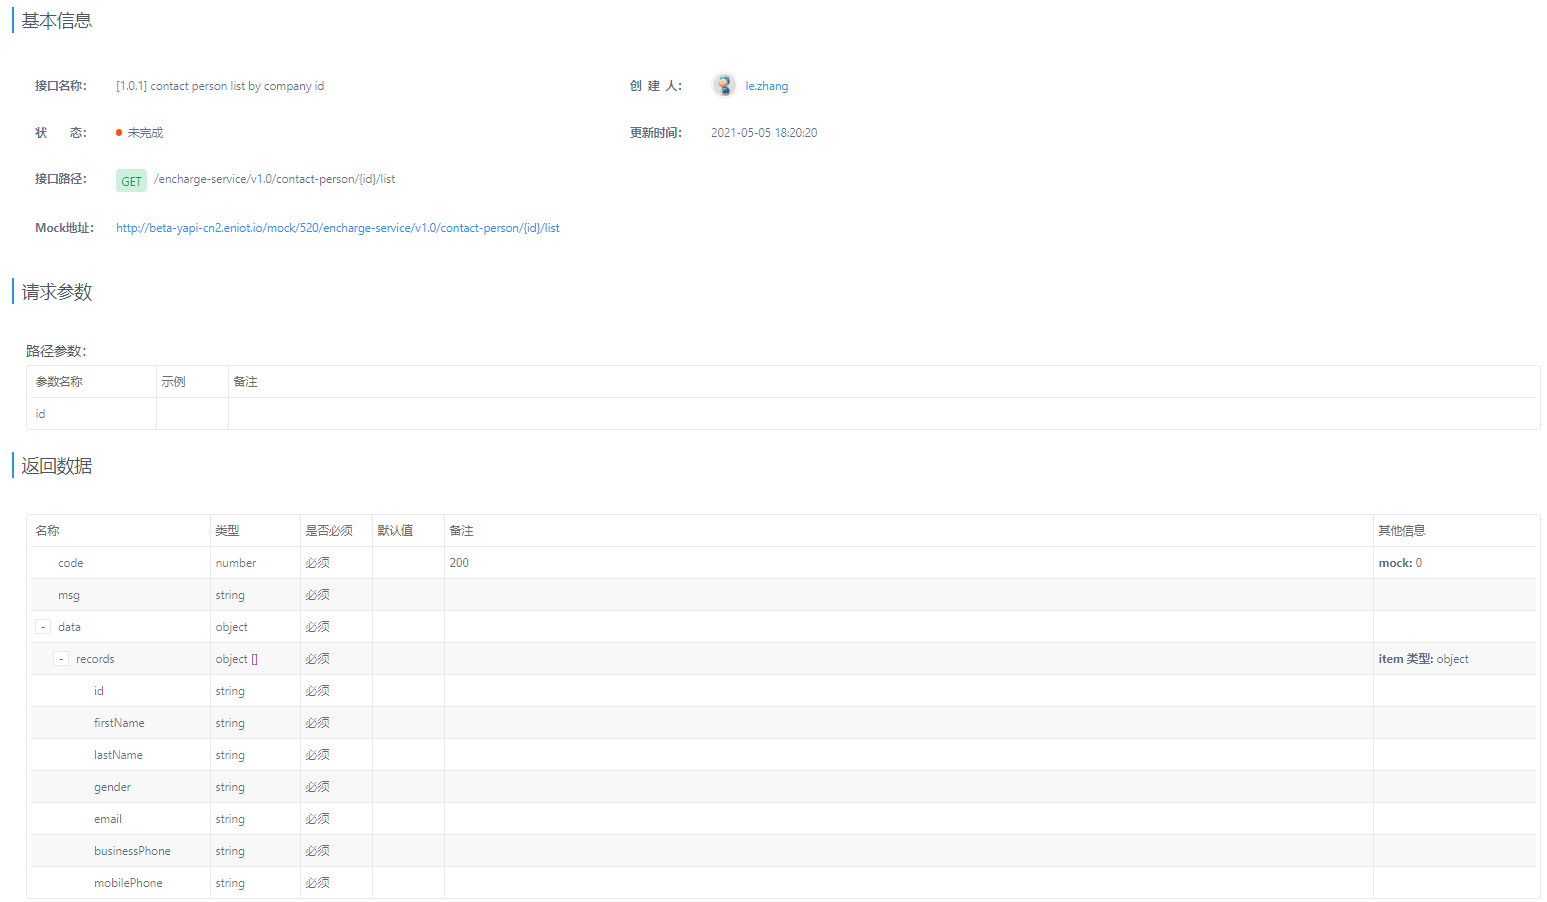 基本信息
接口名称： [1.0.1] contact person list by company id 创 建 人： le.zhang
状 态： 未完成 更新时间： 2021-05-05 18:20:20
接口路径： GET /encharge-service/v1.0/contact-person/{id}/list
Mock地址： http://beta-yapi-cn2.eniot.io/mock/520/encharge-service/v1.0/contact-person/{id}/list
请求参数
路径参数：
参数名称 示例 备注
id
返回数据
名称 类型 是否必须 默认值 备注 其他信息
code number 必须 200 mock: 0
msg string 必须
- data object 必须
- records object [] 必须 item 类型: object
id string 必须
firstName string 必须
lastName string 必须
gender string 必须
email string 必须
businessPhone string 必须
mobilePhone string 必须